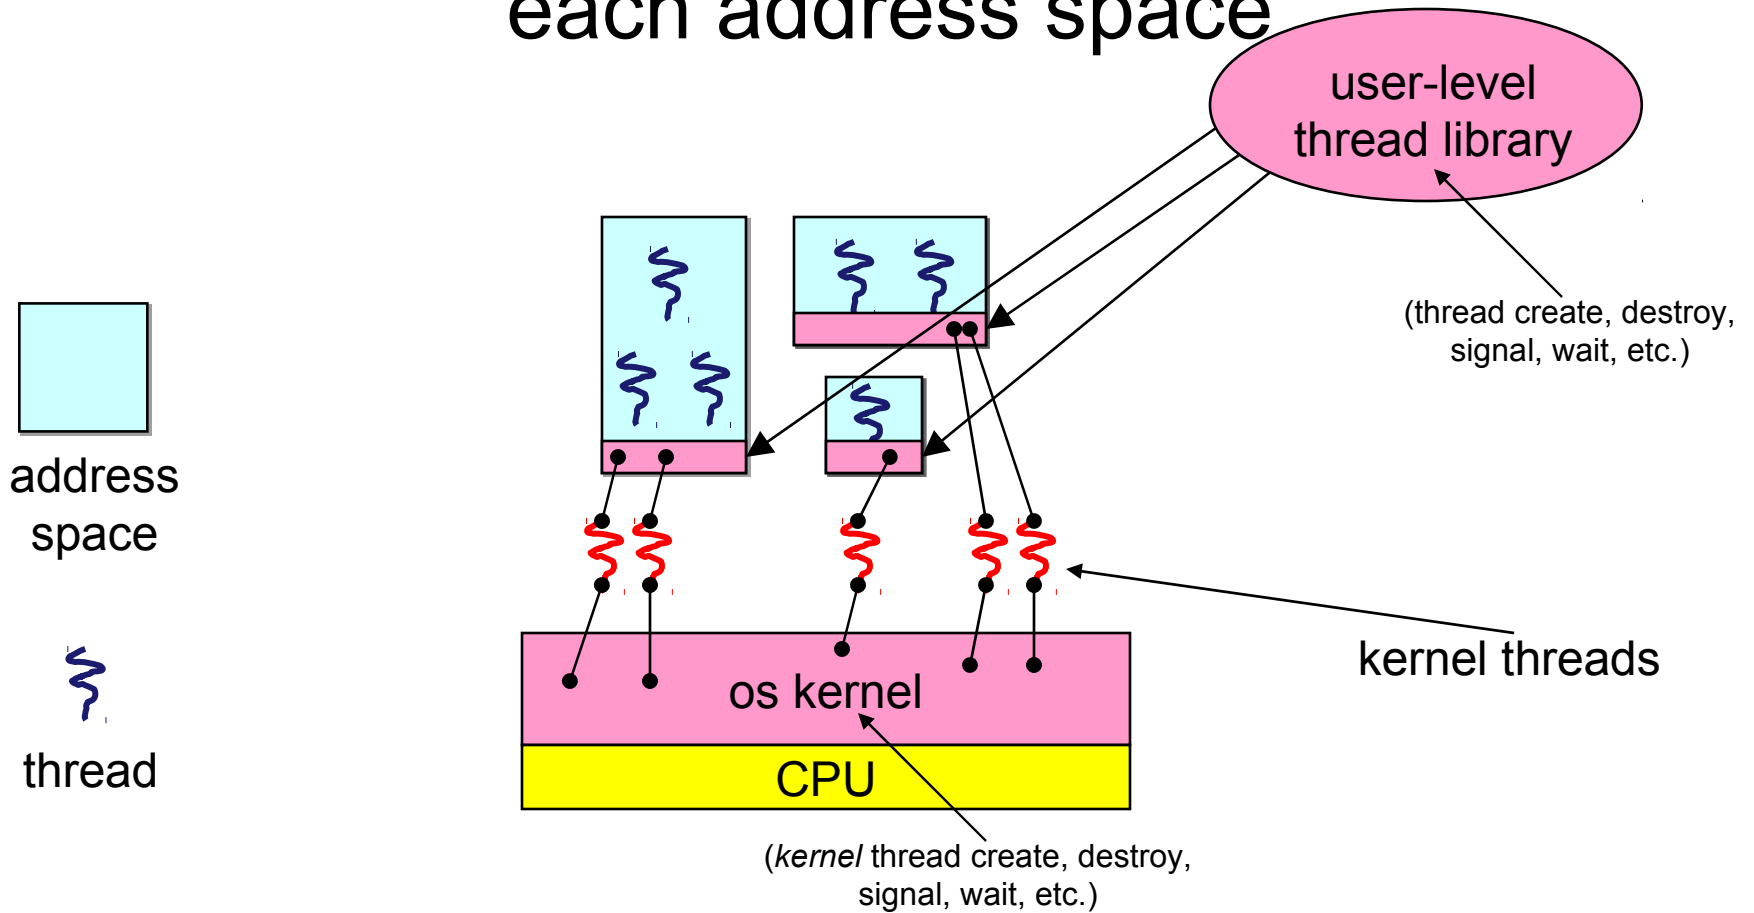 each address space
user-level
thread library
(thread create, destroy,
signal, wait, etc.)
address
space
thread
kernel threads
os kernel
CPU
(kernel thread create, destroy,
signal, wait, etc.)